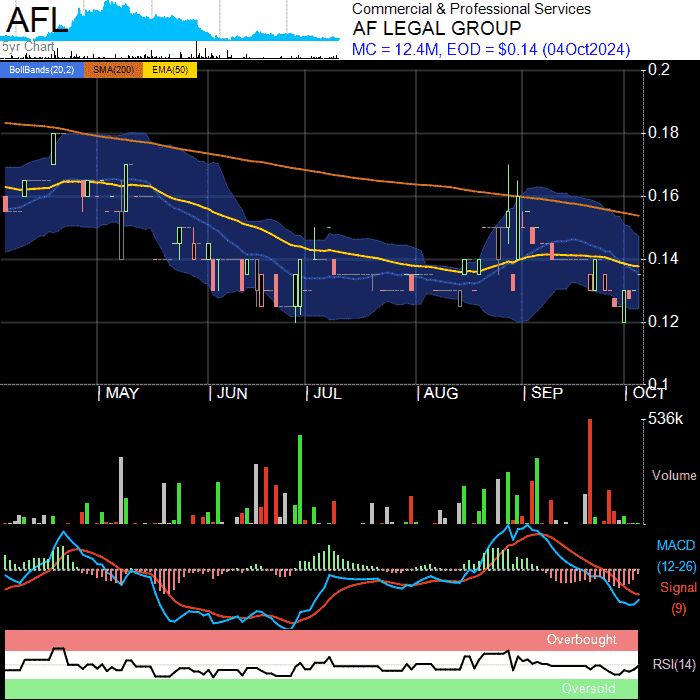 AFL
5yr Chart
Commercial & Professional Services
AF LEGAL GROUP
MC = 12.4M, EOD = $0.14 (04Oct2024)
BollBands(20,2) SMA(200) EMA(50)
0.2
0.18
0.16
0.14
0.12
0.1
MAY JUN JUL AUG SEP OCT
536k
Volume
MACD
(12-26)
Signal
(9)
Overbought
RSI(14)
Oversold